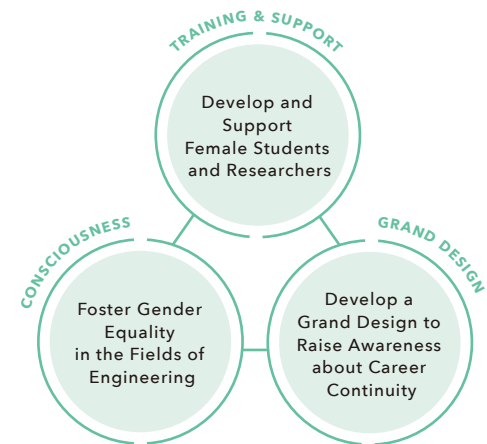 TRAINING & SUPPORT
Develop and
Support
Female Students
and Researchers
CONSCIOUSNESS
Foster Gender
Equality
in the Fields of
Engineering
GRAND DESIGN
Develop a
Grand Design to
Raise Awareness
about Career
Continuity